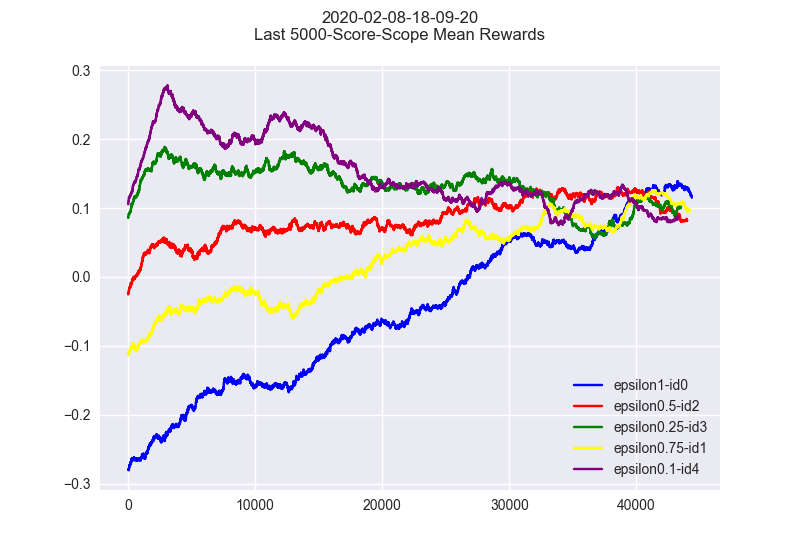 2020-02-08-18-09-20
Last 5000-Score-Scope Mean Rewards
0.3
0.2
0.1
0.0
−0.1
−0.2
−0.3
0
10000
20000
30000
40000
epsilon1-id0
epsilon0.5-id2
epsilon0.25-id3
epsilon0.75-id1
epsilon0.1-id4